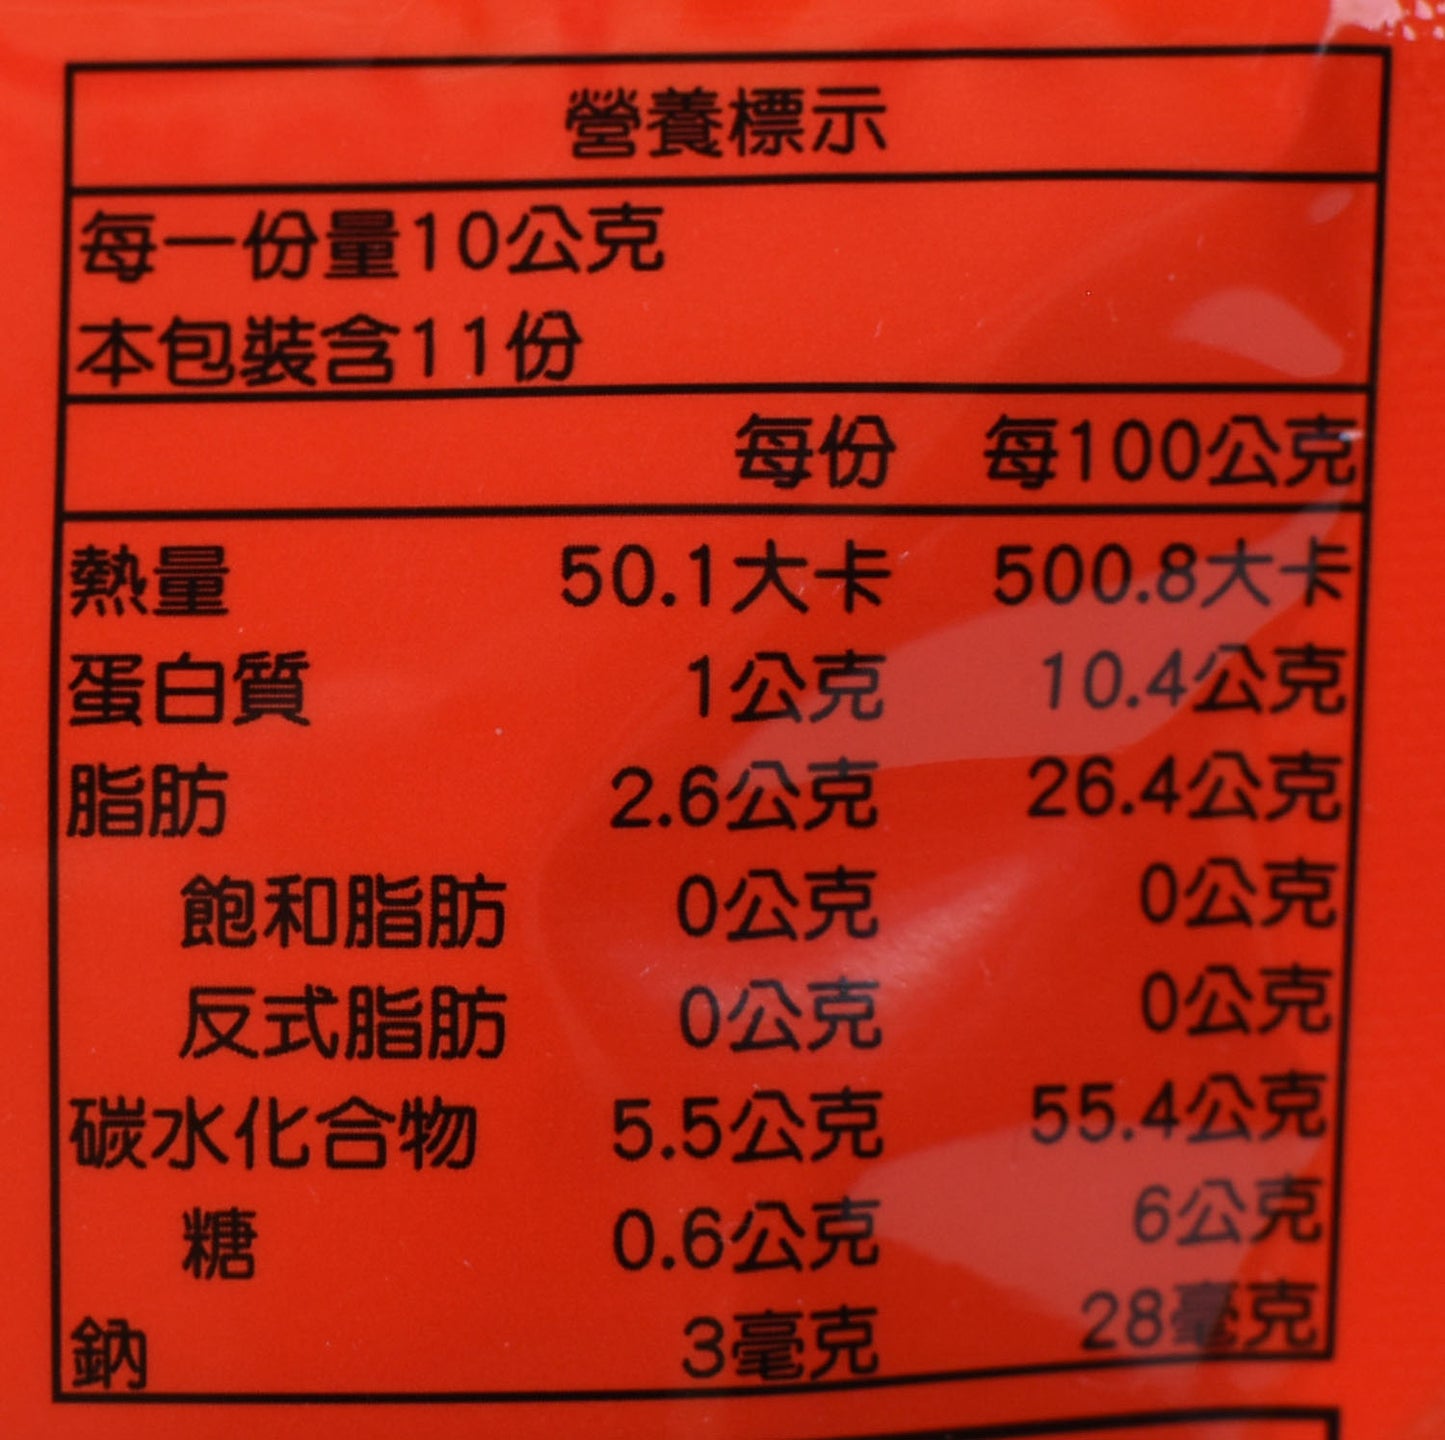 營養標示
每一份量10公克
本包裝含11份
每份 每100公克
熱量 50.1大卡 500.8大卡
蛋白質 1公克 10.4公克
脂肪 2.6公克 26.4公克
飽和脂肪 0公克 0公克
反式脂肪 0公克 0公克
碳水化合物 5.5公克 55.4公克
糖 0.6公克 6公克
鈉 3毫克 28毫克